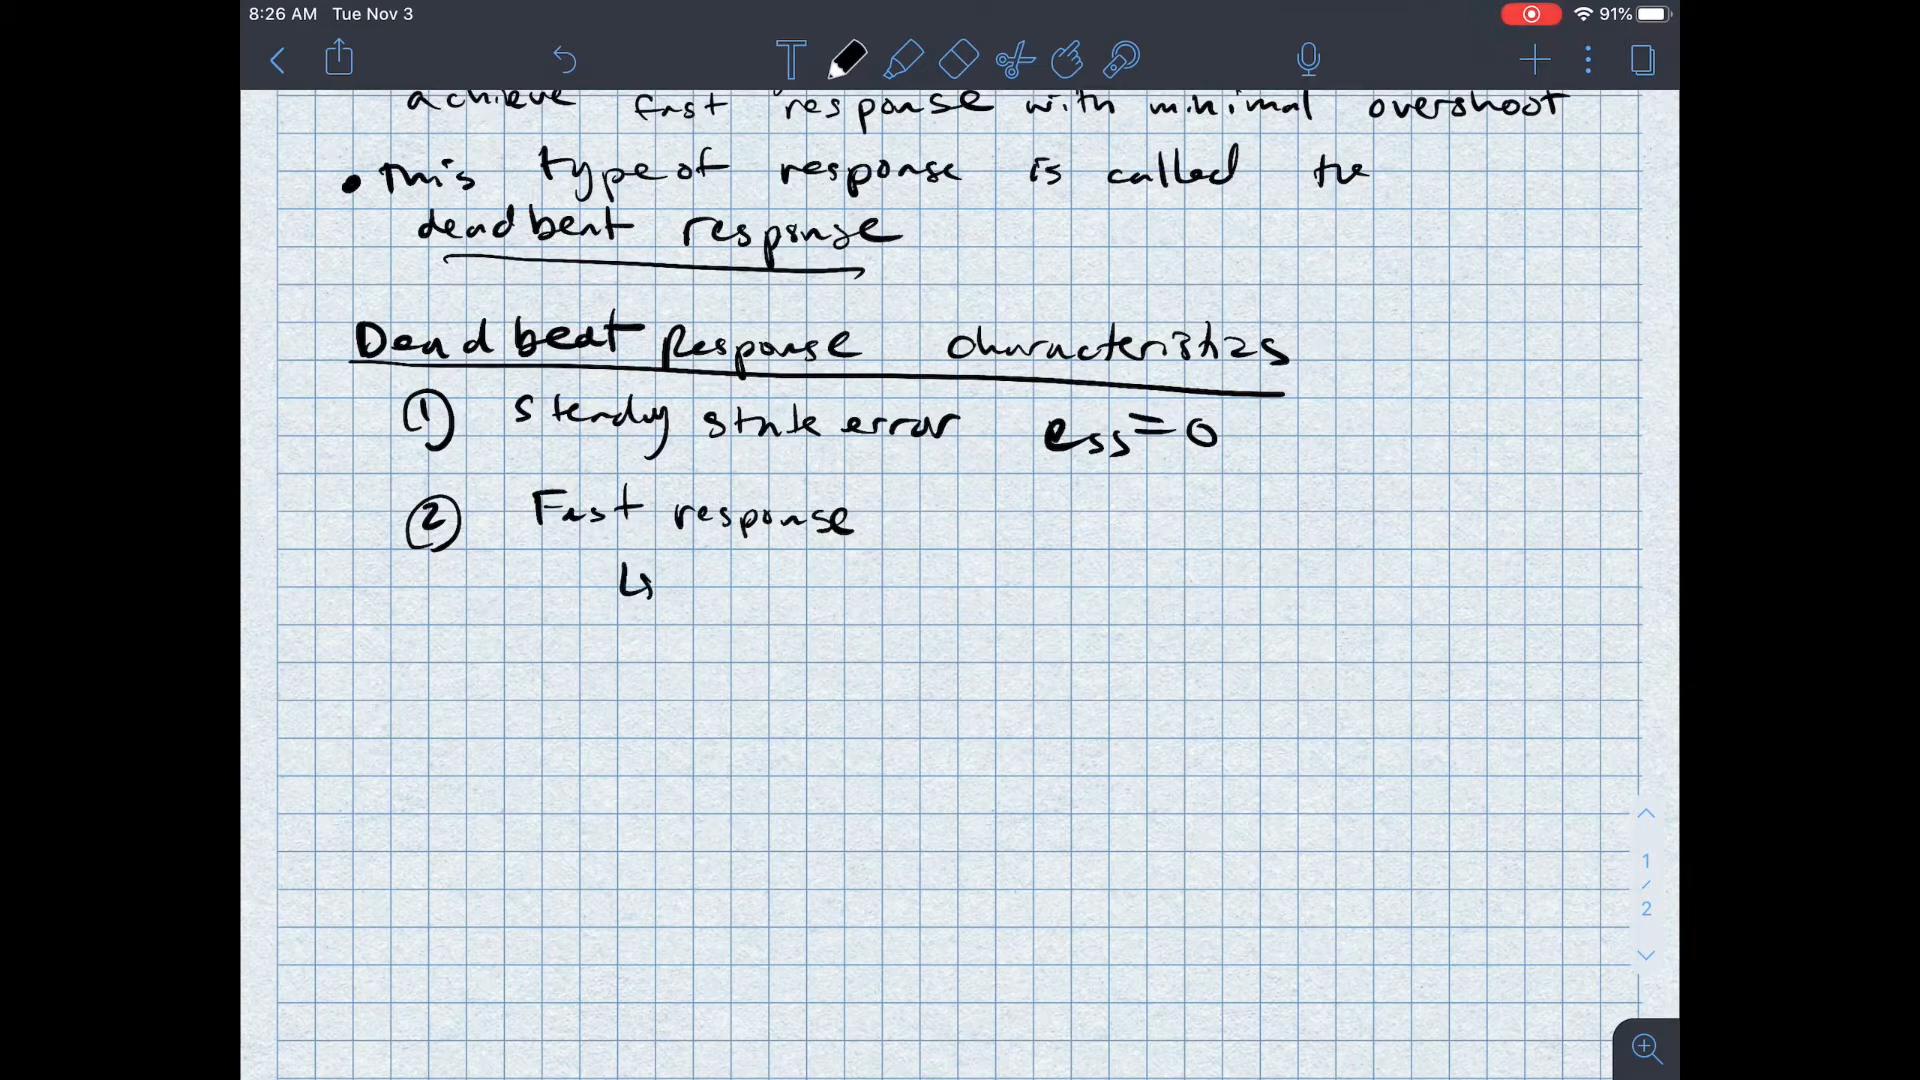 8:26 AM Tue Nov 3
91%
T
achieve fast response with minimal overshoot
• This type of response is called the
deadbeat response
Deadbeat Response characteristics
① Steady state error ess=0
② Fast response
↳
1
/
2